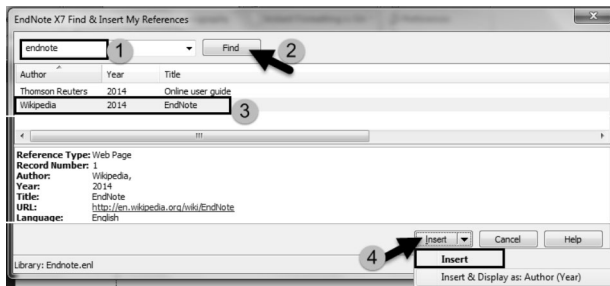 EndNote X7 Find & Insert My References
endnote 1 Find 2
Author Year Title
Thomson Reuters 2014 Online user guide
Wikipedia 2014 EndNote
3
Reference Type: Web Page
Record Number: 1
Author: Wikipedia,
Year: 2014
Title: EndNote
URL: http://en.wikipedia.org/wiki/EndNote
Language: English
4 Insert Cancel Help
Insert
Library: Endnote.enl
Insert & Display as: Author (Year)